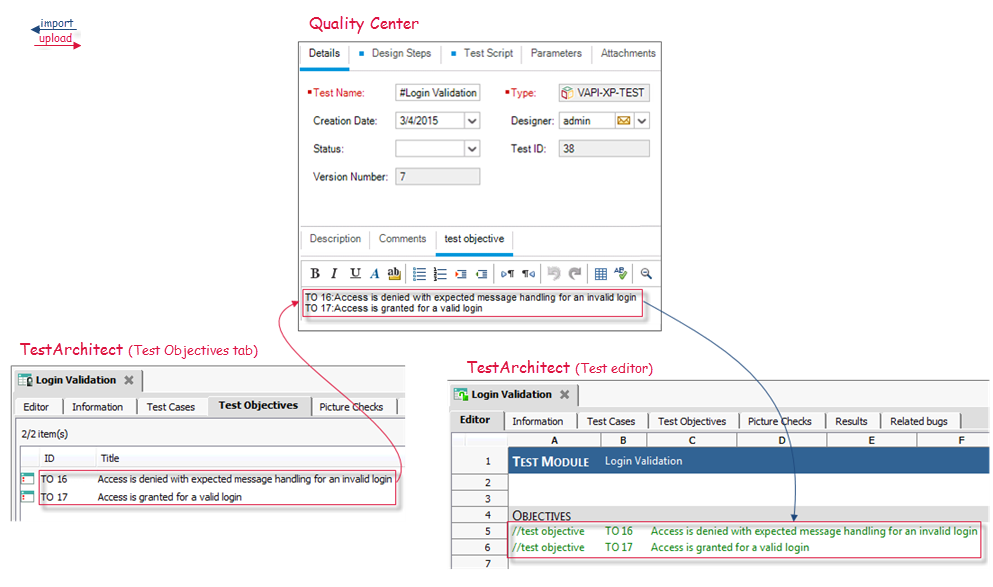 import
upload
Quality Center
Details Design Steps Test Script Parameters Attachments
Test Name: #Login Validation Type: VAPI-XP-TEST
Creation Date: 3/4/2015 Designer: admin
Status: Test ID: 38
Version Number: 7
Description Comments test objective
B I U A ab
TO 16:Access is denied with expected message handling for an invalid login
TO 17:Access is granted for a valid login
TestArchitect (Test Objectives tab)
Login Validation
Editor Information Test Cases Test Objectives Picture Checks
2/2 item(s)
ID Title
TO 16 Access is denied with expected message handling for an invalid login
TO 17 Access is granted for a valid login
TestArchitect (Test editor)
Login Validation
Editor Information Test Cases Test Objectives Picture Checks Results Related bugs
A B C D E F
1 TEST MODULE Login Validation
2
3
4 OBJECTIVES
5 //test objective TO 16 Access is denied with expected message handling for an invalid login
6 //test objective TO 17 Access is granted for a valid login
7